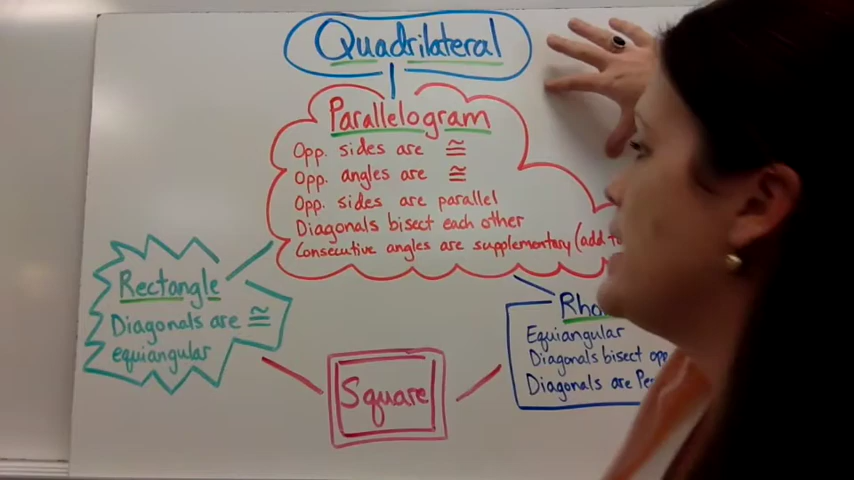 Quadrilateral
Parallelogram
Opp. sides are ≅
Opp. angles are ≅
Opp. sides are parallel
Diagonals bisect each other
Consecutive angles are supplementary (add to
Rectangle
Diagonals are ≅
equiangular
Equiangular
Diagonals bisect opp
Diagonals are
Square